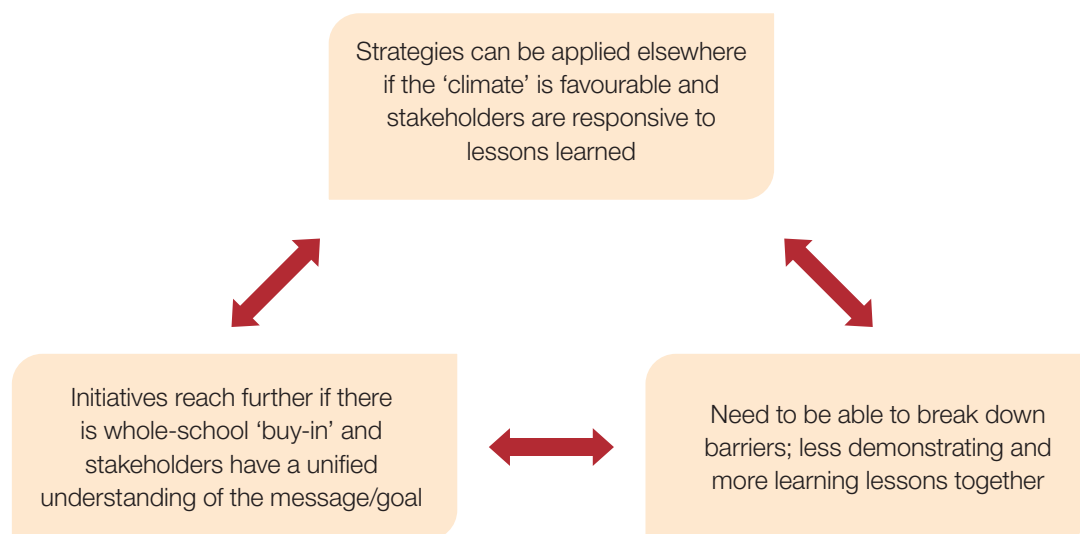 Strategies can be applied elsewhere
if the ‘climate’ is favourable and
stakeholders are responsive to
lessons learned
Initiatives reach further if there
is whole-school ‘buy-in’ and
stakeholders have a unified
understanding of the message/goal
Need to be able to break down
barriers; less demonstrating and
more learning lessons together